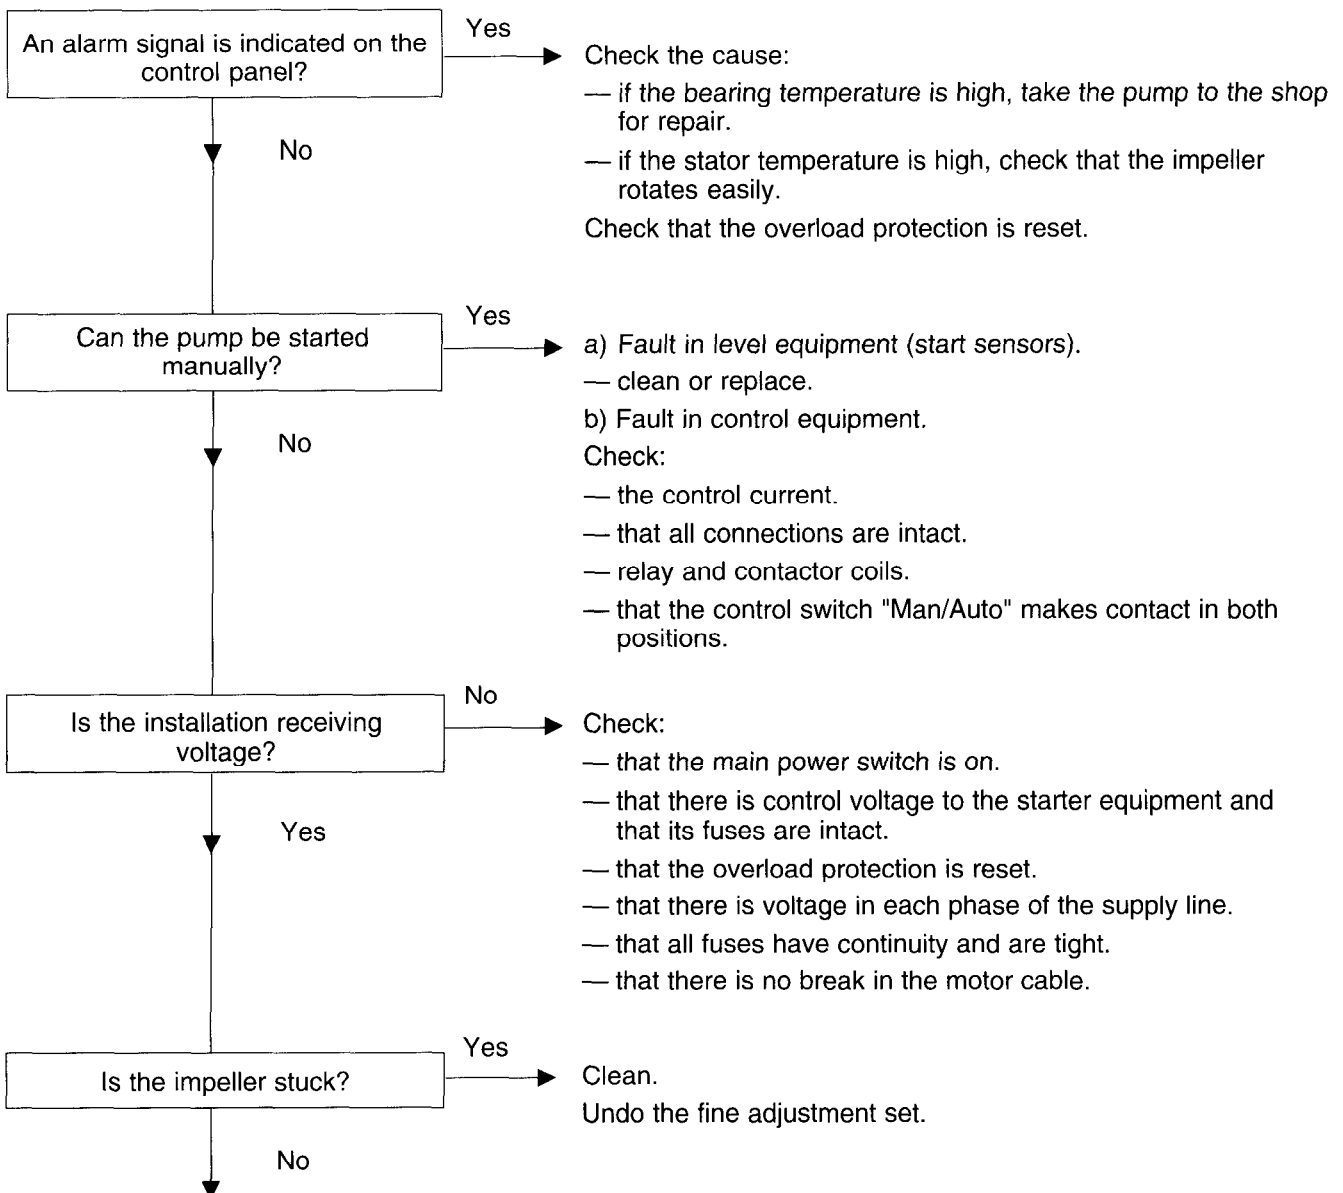 An alarm signal is indicated on the
control panel?
Yes
Check the cause:
— if the bearing temperature is high, take the pump to the shop
for repair.
— if the stator temperature is high, check that the impeller
rotates easily.
Check that the overload protection is reset.
No
Can the pump be started
manually?
Yes
a) Fault in level equipment (start sensors).
— clean or replace.
b) Fault in control equipment.
Check:
— the control current.
— that all connections are intact.
— relay and contactor coils.
— that the control switch "Man/Auto" makes contact in both
positions.
No
Is the installation receiving
voltage?
No
Check:
— that the main power switch is on.
— that there is control voltage to the starter equipment and
that its fuses are intact.
— that the overload protection is reset.
— that there is voltage in each phase of the supply line.
— that all fuses have continuity and are tight.
— that there is no break in the motor cable.
Yes
Is the impeller stuck?
Yes
Clean.
Undo the fine adjustment set.
No